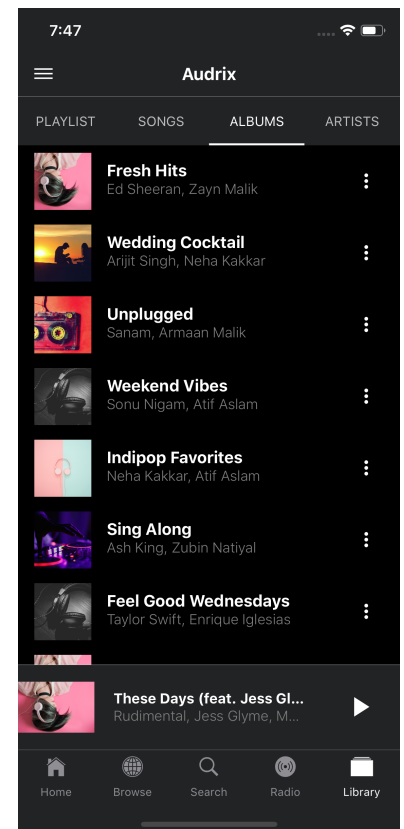 7:47
Audrix
PLAYLIST SONGS ALBUMS ARTISTS
Fresh Hits
Ed Sheeran, Zayn Malik
Wedding Cocktail
Arijit Singh, Neha Kakkar
Unplugged
Sanam, Armaan Malik
Weekend Vibes
Sonu Nigam, Atif Aslam
Indipop Favorites
Neha Kakkar, Atif Aslam
Sing Along
Ash King, Zubin Natiyal
Feel Good Wednesdays
Taylor Swift, Enrique Iglesias
These Days (feat. Jess Gl...
Rudimental, Jess Glyme, M...
Home Browse Search Radio Library